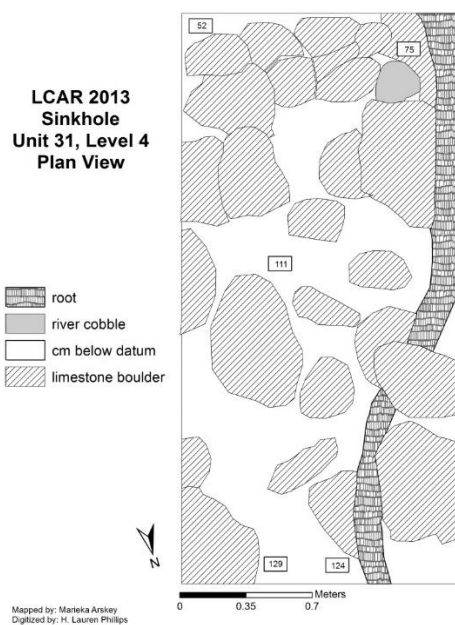 LCAR 2013
Sinkhole
Unit 31, Level 4
Plan View
52
75
111
root
river cobble
cm below datum
limestone boulder
N
129
124
Meters
0
0.35
0.7
Mapped by: Marieka Arskey
Digitized by: H. Lauren Phillips